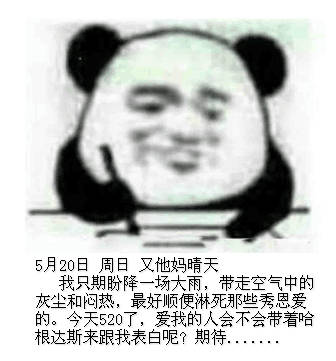 5月20日 周日 又他妈晴天
我只期盼降一场大雨，带走空气中的
灰尘和闷热，最好顺便淋死那些秀恩爱
的。今天520了，爱我的人会不会带着哈
根达斯来跟我表白呢？期待.......